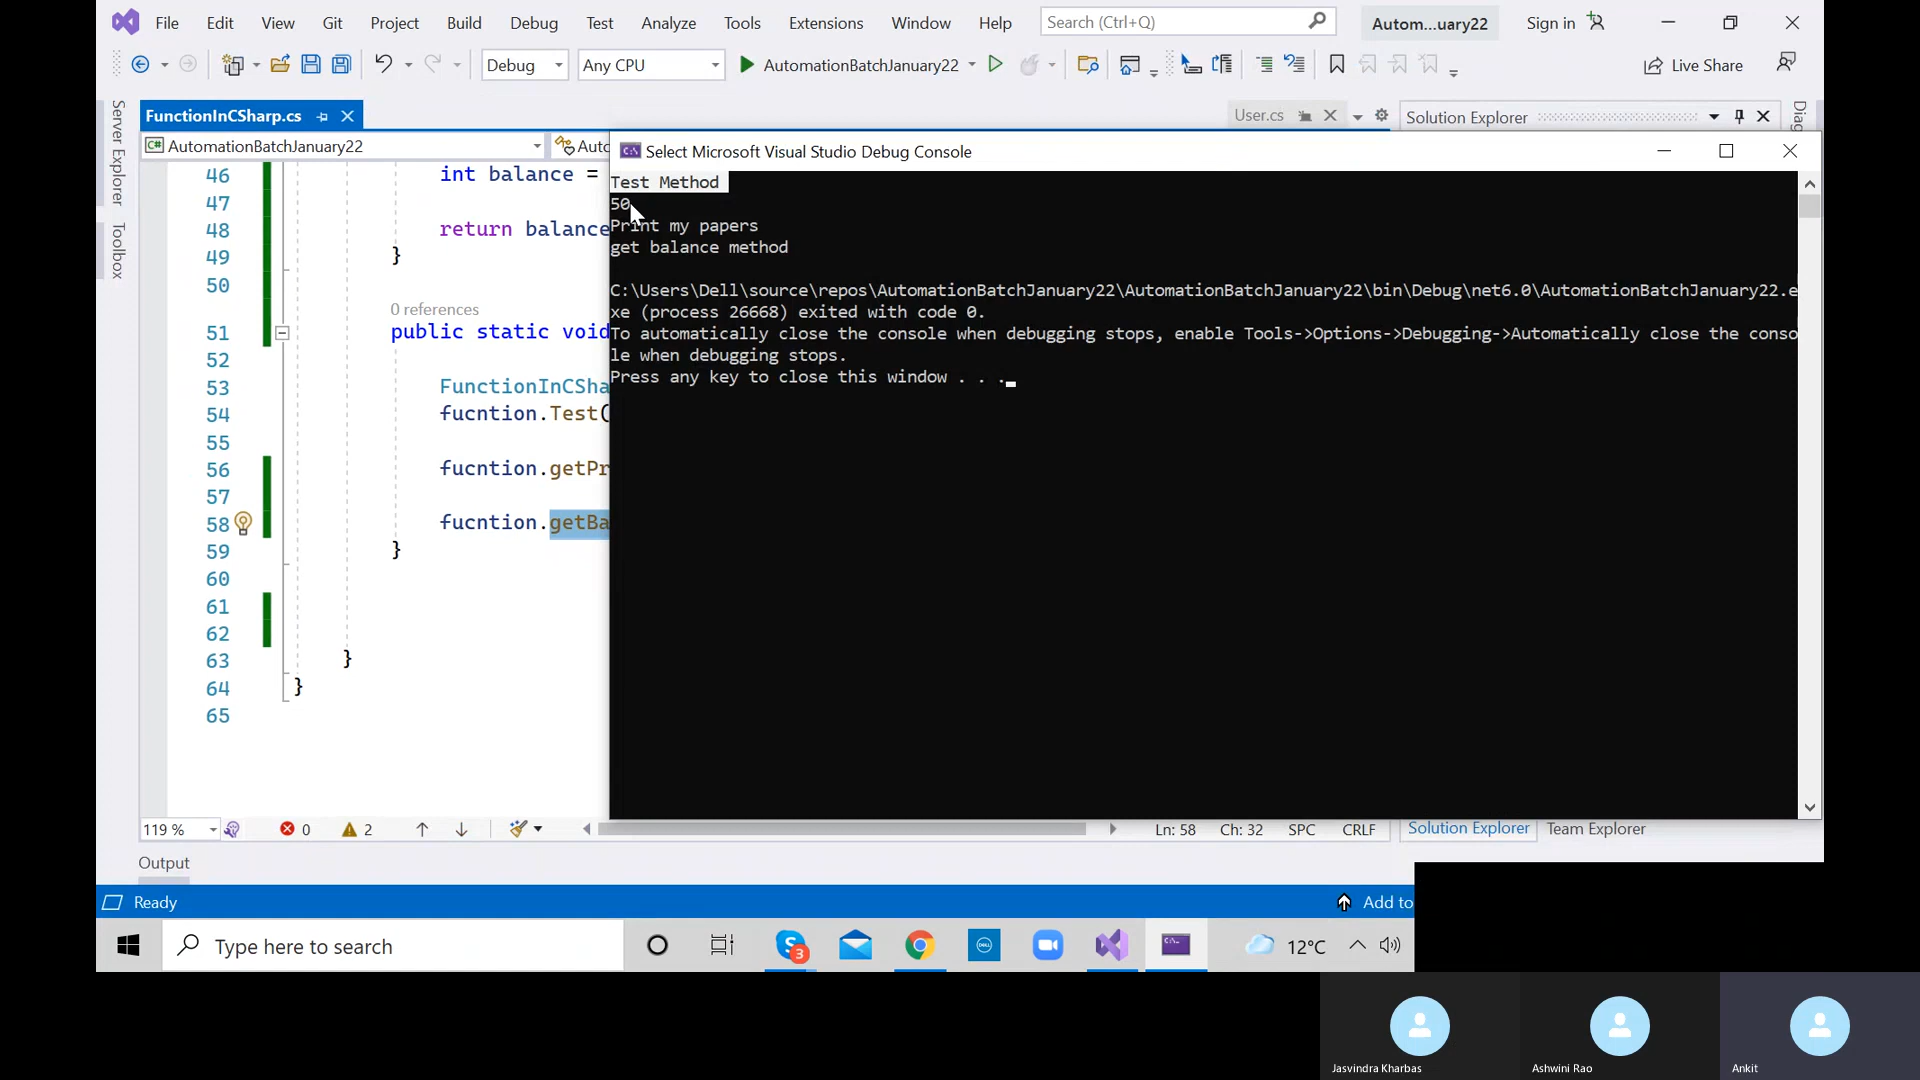 File Edit View Git Project Build Debug Test Analyze Tools Extensions Window Help Search (Ctrl+Q) Autom...uary22 Sign in
Debug Any CPU AutomationBatchJanuary22 Live Share
Server Explorer
Toolbox
FunctionInCSharp.cs User.cs Solution Explorer
AutomationBatchJanuary22
Select Microsoft Visual Studio Debug Console
Test Method
50
Print my papers
get balance method
C:\Users\Dell\source\repos\AutomationBatchJanuary22\AutomationBatchJanuary22\bin\Debug\net6.0\AutomationBatchJanuary22.e
xe (process 26668) exited with code 0.
To automatically close the console when debugging stops, enable Tools->Options->Debugging->Automatically close the conso
le when debugging stops.
Press any key to close this window . . .
46 int balance =
47
48 return balance
49 }
50
0 references
51 public static void
52
53 FunctionInCSha
54 fucntion.Test(
55
56 fucntion.getPr
57
58 fucntion.getBa
59 }
60
61
62
63 }
64 }
65
119 % 0 2 Ln: 58 Ch: 32 SPC CRLF Solution Explorer Team Explorer
Output
Ready Add to
Type here to search 3 DELL 12°C
Jasvindra Kharbas Ashwini Rao Ankit